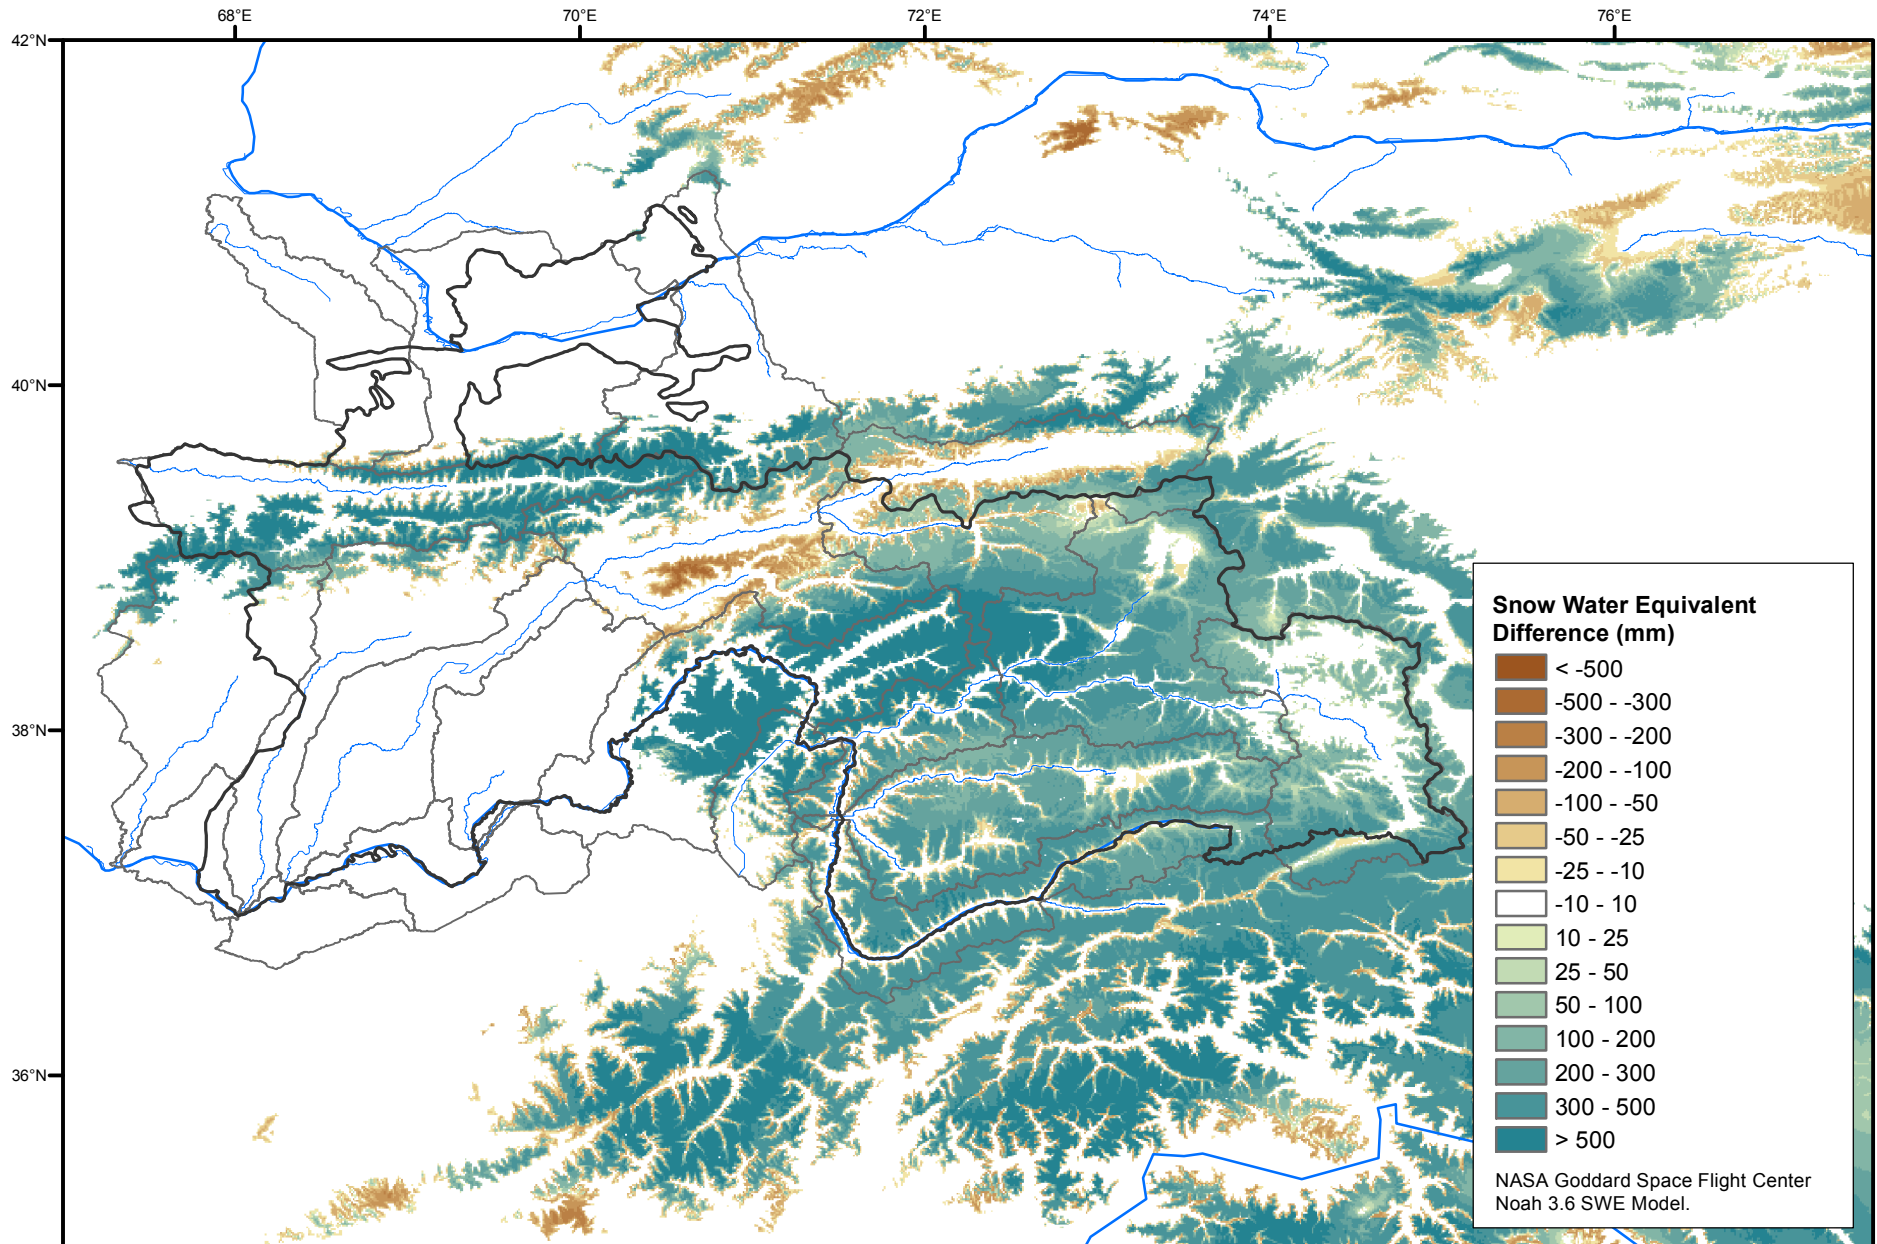 68°E 70°E 72°E 74°E 76°E
42°N
40°N
38°N
36°N
Snow Water Equivalent
Difference (mm)
< -500
-500 - -300
-300 - -200
-200 - -100
-100 - -50
-50 - -25
-25 - -10
-10 - 10
10 - 25
25 - 50
50 - 100
100 - 200
200 - 300
300 - 500
> 500
NASA Goddard Space Flight Center
Noah 3.6 SWE Model.